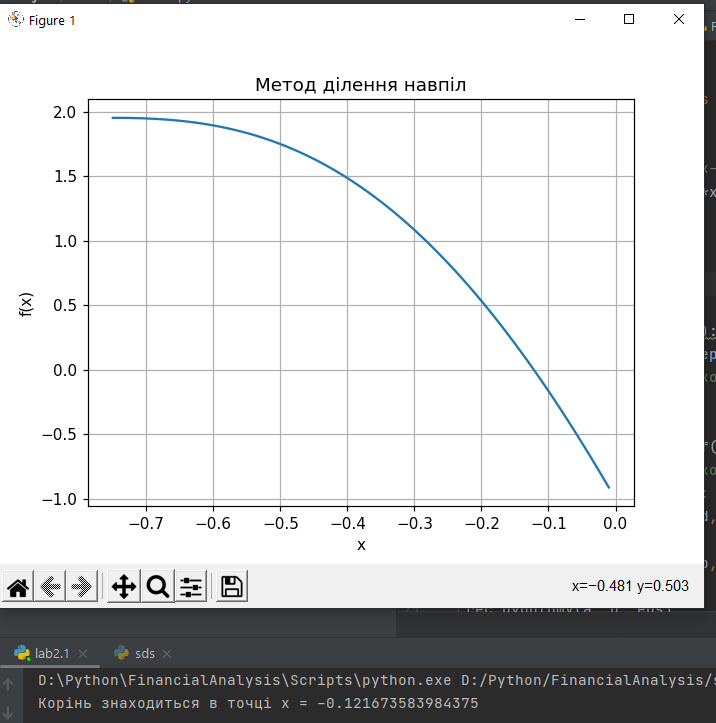 Figure 1
Метод ділення навпіл
2.0
1.5
1.0
0.5
0.0
−0.5
−1.0
f(x)
−0.7 −0.6 −0.5 −0.4 −0.3 −0.2 −0.1 0.0
x
x=−0.481 y=0.503
lab2.1 sds
D:\Python\FinancialAnalysis\Scripts\python.exe D:/Python/FinancialAnalysis/s
Корінь знаходиться в точці x = -0.121673583984375